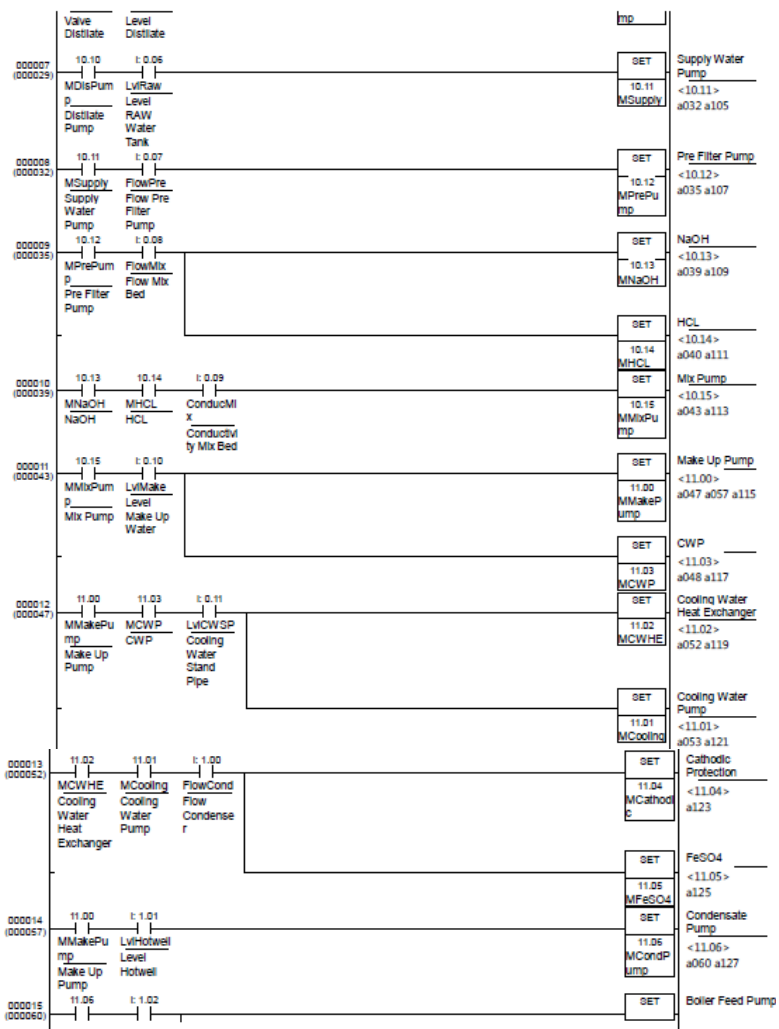 Valve Level
Distilate Distilate
mp
000007
(000029)
10.10 I: 0.06
MDisPum LvlRaw
p Level
Distilate RAW
Pump Water
Tank
SET
10.11
MSupply
Supply Water
Pump
<10.11>
a032 a105
000008
(000032)
10.11 I: 0.07
MSupply FlowPre
Supply Flow Pre
Water Filter
Pump Pump
SET
10.12
MPrePu
mp
Pre Filter Pump
<10.12>
a035 a107
000009
(000035)
10.12 I: 0.08
MPrePum FlowMix
p Flow Mix
Pre Filter Bed
Pump
SET
10.13
MNaOH
NaOH
<10.13>
a039 a109
SET
10.14
MHCL
HCL
<10.14>
a040 a111
000010
(000039)
10.13 10.14 I: 0.09
MNaOH MHCL ConducMi
NaOH HCL x
Conductivi
ty Mix Bed
SET
10.15
MMixPu
mp
Mix Pump
<10.15>
a043 a113
000011
(000043)
10.15 I: 0.10
MMixPum LvlMake
p Level
Mix Pump Make Up
Water
SET
11.00
MMakeP
ump
Make Up Pump
<11.00>
a047 a057 a115
SET
11.03
MCWP
CWP
<11.03>
a048 a117
000012
(000047)
11.00 11.03 I: 0.11
MMakePu MCWP LvlCWSP
mp CWP Cooling
Make Up Water
Pump Stand
Pipe
SET
11.02
MCWHE
Cooling Water
Heat Exchanger
<11.02>
a052 a119
SET
11.01
MCooling
Cooling Water
Pump
<11.01>
a053 a121
000013
(000052)
11.02 11.01 I: 1.00
MCWHE MCooling FlowCond
Cooling Cooling Flow
Water Water Condense
Heat Pump r
Exchanger
SET
11.04
MCathodi
c
Cathodic
Protection
<11.04>
a123
SET
11.05
MFeSO4
FeSO4
<11.05>
a125
000014
(000057)
11.00 I: 1.01
MMakePu LvlHotwell
mp Level
Make Up Hotwell
Pump
SET
11.06
MCondP
ump
Condensate
Pump
<11.06>
a060 a127
000015
(000060)
11.06 I: 1.02
SET
Boiler Feed Pump